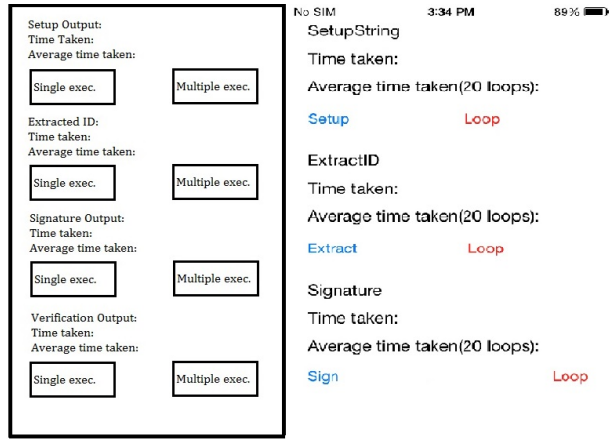 Setup Output:
Time Taken:
Average time taken:
Single exec. Multiple exec.
Extracted ID:
Time taken:
Average time taken:
Single exec. Multiple exec.
Signature Output:
Time taken:
Average time taken:
Single exec. Multiple exec.
Verification Output:
Time taken:
Average time taken:
Single exec. Multiple exec.
No SIM 3:34 PM 89%
SetupString
Time taken:
Average time taken(20 loops):
Setup Loop
ExtractID
Time taken:
Average time taken(20 loops):
Extract Loop
Signature
Time taken:
Average time taken(20 loops):
Sign Loop